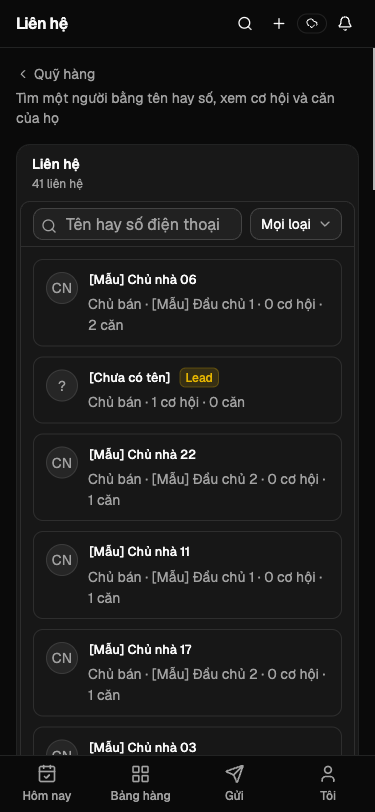 Liên hệ
Quỹ hàng
Tìm một người bằng tên hay số, xem cơ hội và căn
của họ
Liên hệ
41 liên hệ
Tên hay số điện thoại
Mọi loại
CN
[Mẫu] Chủ nhà 06
Chủ bán · [Mẫu] Đầu chủ 1 · 0 cơ hội ·
2 căn
?
[Chưa có tên] Lead
Chủ bán · 1 cơ hội · 0 căn
CN
[Mẫu] Chủ nhà 22
Chủ bán · [Mẫu] Đầu chủ 2 · 0 cơ hội ·
1 căn
CN
[Mẫu] Chủ nhà 11
Chủ bán · [Mẫu] Đầu chủ 1 · 0 cơ hội ·
1 căn
CN
[Mẫu] Chủ nhà 17
Chủ bán · [Mẫu] Đầu chủ 2 · 0 cơ hội ·
1 căn
CN
[Mẫu] Chủ nhà 03
Hôm nay
Bảng hàng
Gửi
Tôi